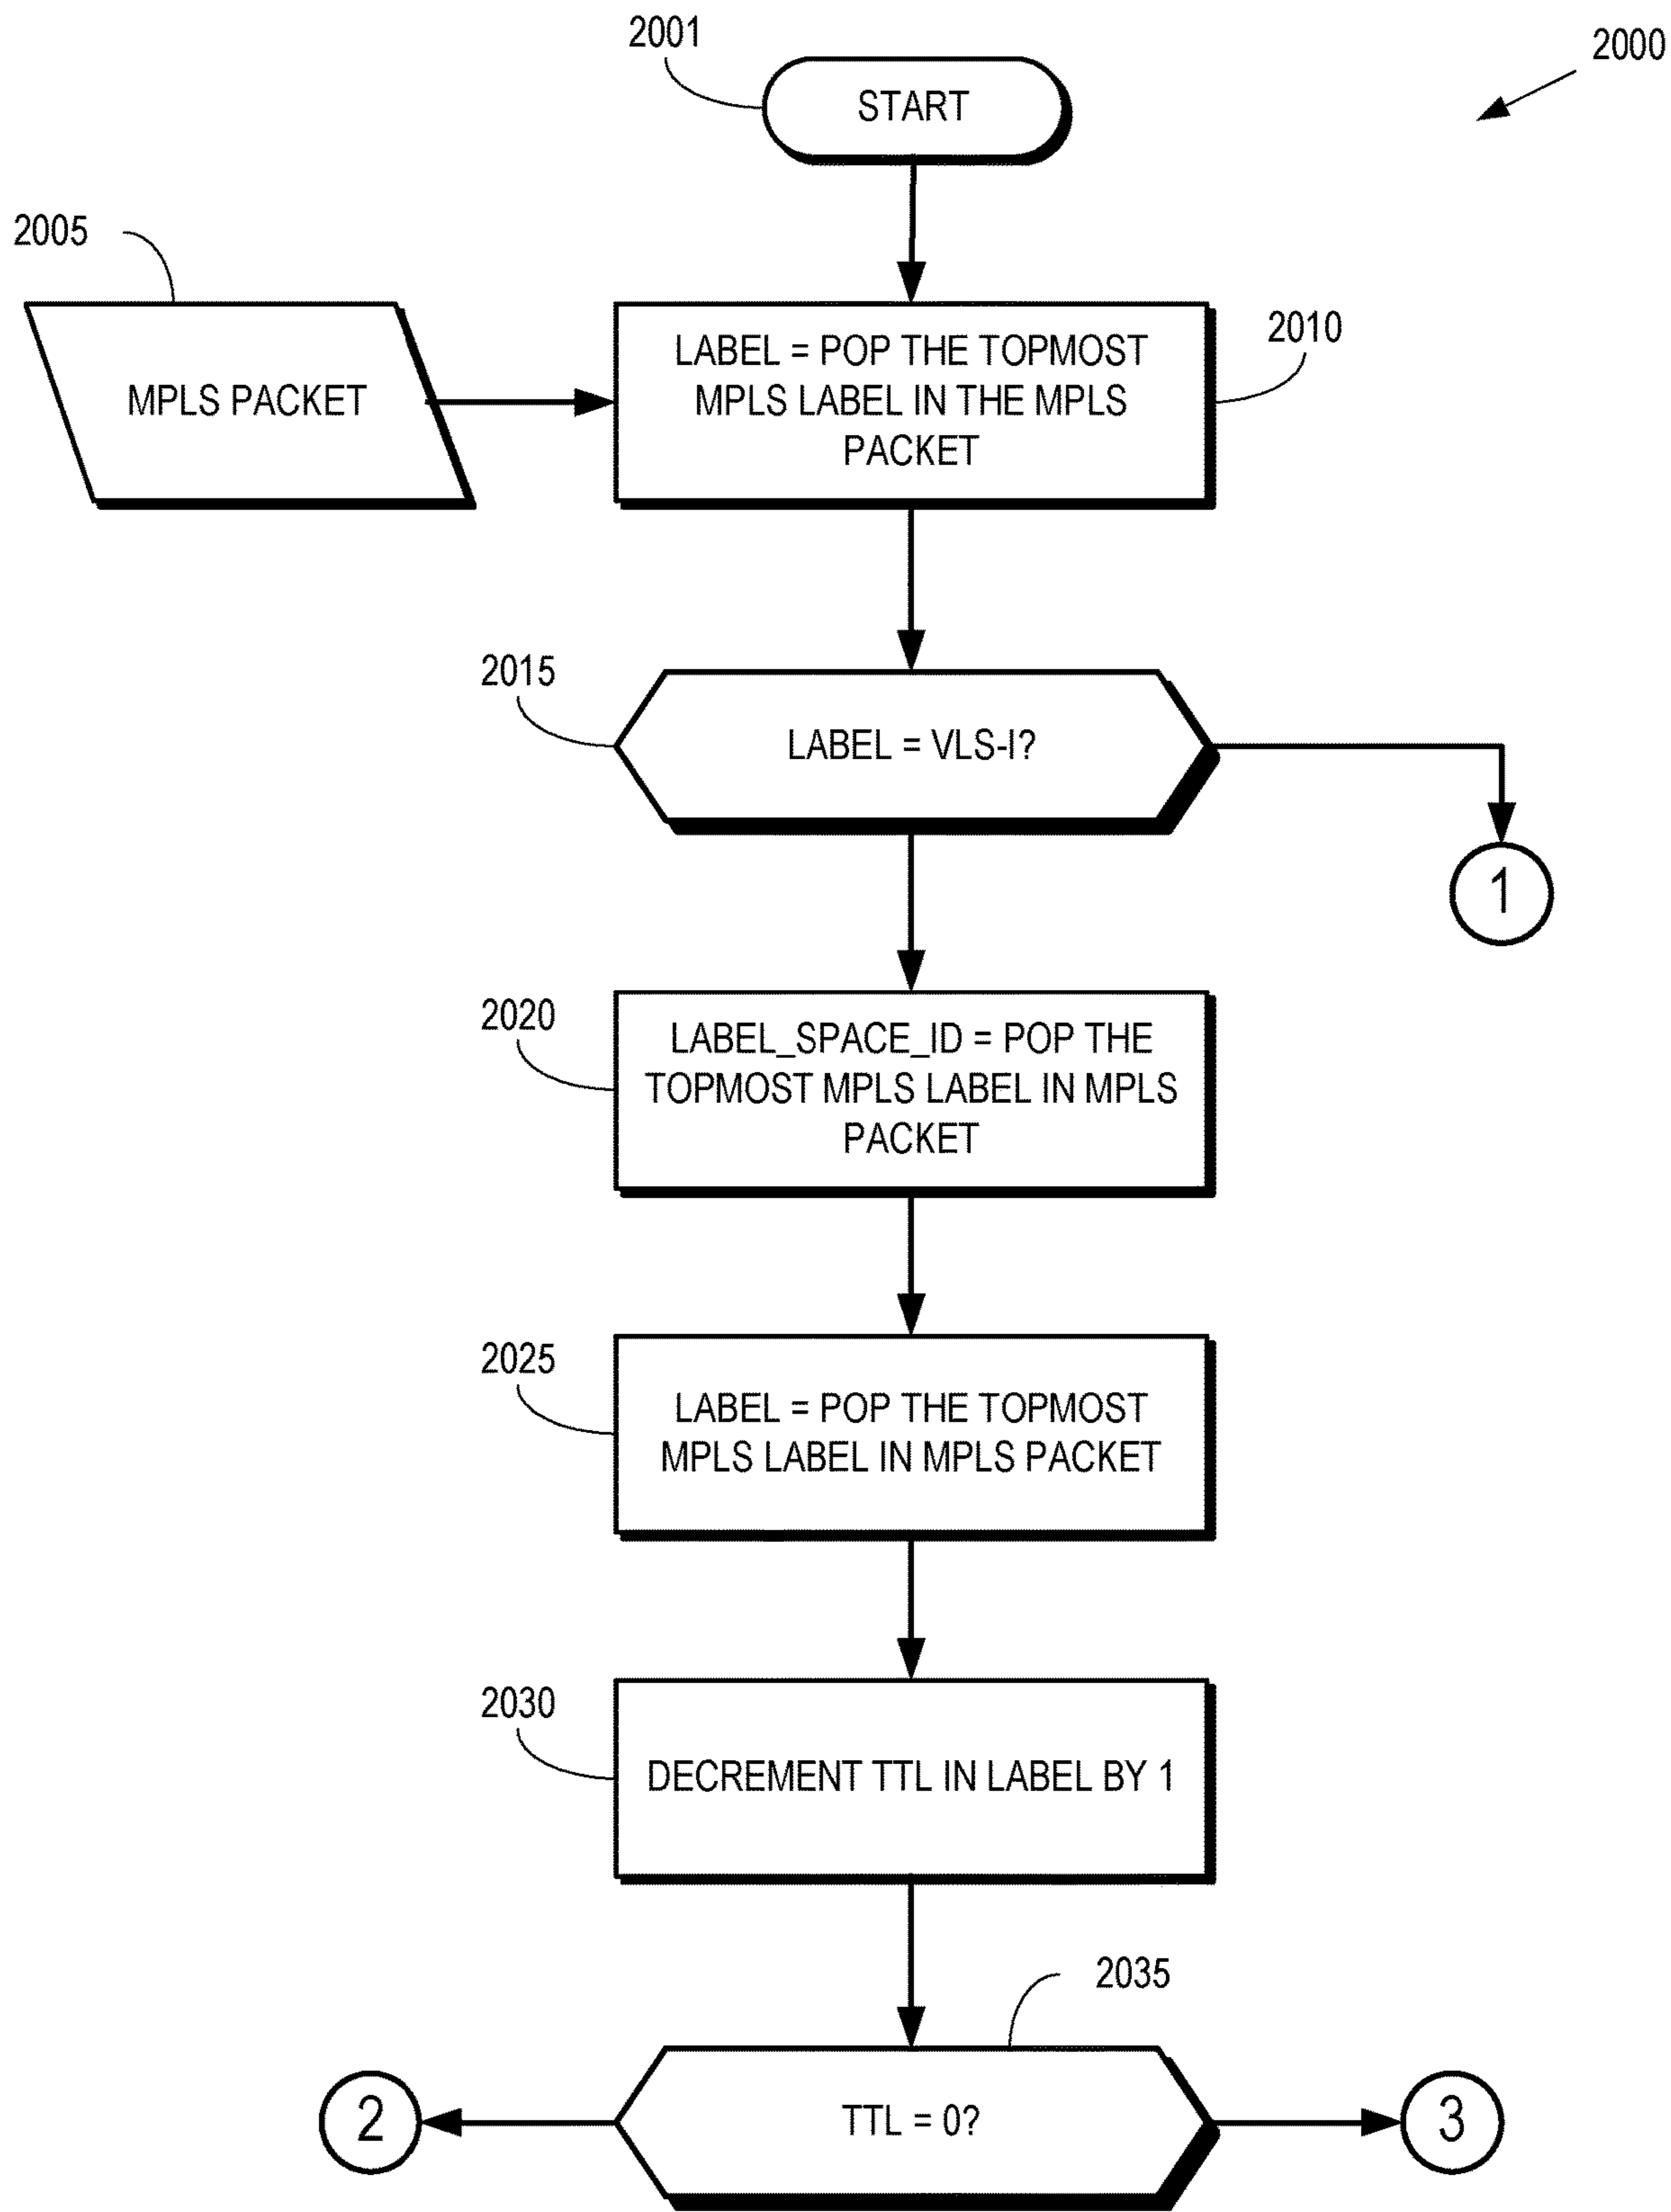 2001
2000
START
2005
MPLS PACKET
LABEL = POP THE TOPMOST
MPLS LABEL IN THE MPLS
PACKET
2010
2015
LABEL = VLS-I?
1
2020
LABEL_SPACE_ID = POP THE
TOPMOST MPLS LABEL IN MPLS
PACKET
2025
LABEL = POP THE TOPMOST
MPLS LABEL IN MPLS PACKET
2030
DECREMENT TTL IN LABEL BY 1
2035
2
TTL = 0?
3